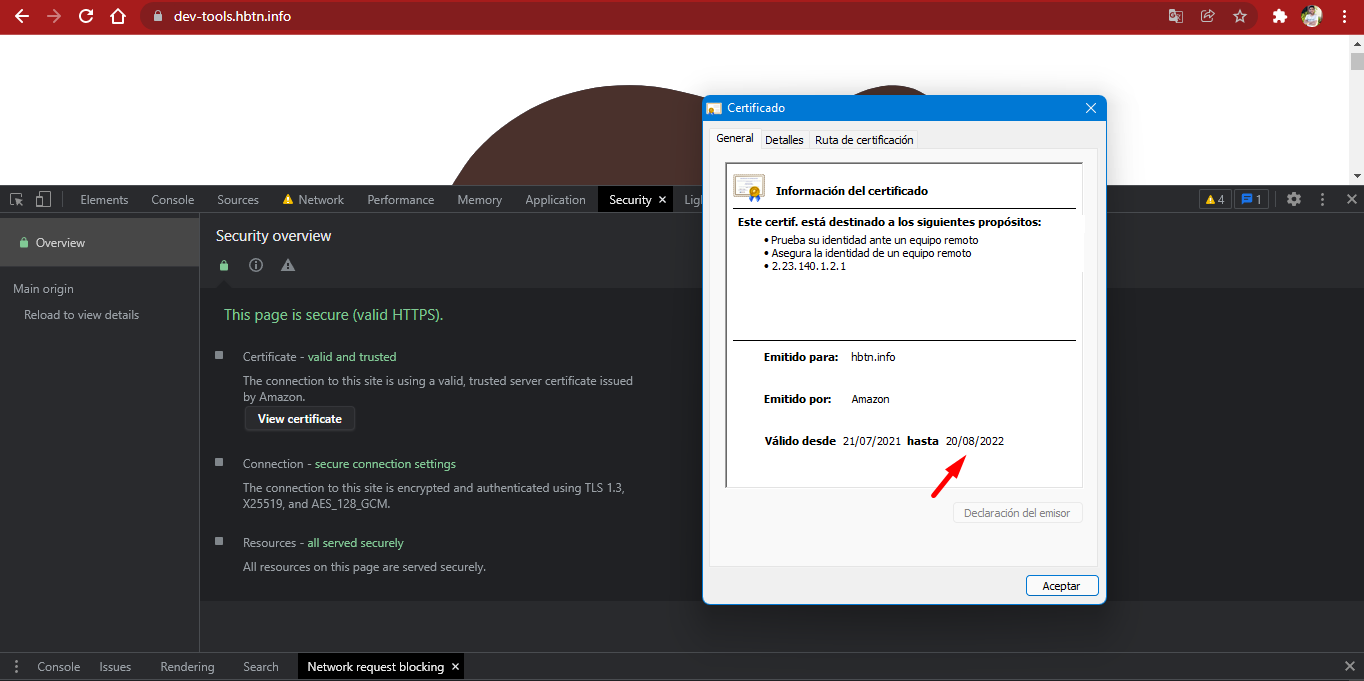 dev-tools.hbtn.info
Elements Console Sources Network Performance Memory Application Security × 4 1
Overview
Main origin
Reload to view details
Security overview
This page is secure (valid HTTPS).
Certificate - valid and trusted
The connection to this site is using a valid, trusted server certificate issued
by Amazon.
View certificate
Connection - secure connection settings
The connection to this site is encrypted and authenticated using TLS 1.3,
X25519, and AES_128_GCM.
Resources - all served securely
All resources on this page are served securely.
Certificado
General Detalles Ruta de certificación
Información del certificado
Este certif. está destinado a los siguientes propósitos:
• Prueba su identidad ante un equipo remoto
• Asegura la identidad de un equipo remoto
• 2.23.140.1.2.1
Emitido para: hbtn.info
Emitido por: Amazon
Válido desde 21/07/2021 hasta 20/08/2022
Declaración del emisor
Aceptar
Console Issues Rendering Search Network request blocking ×